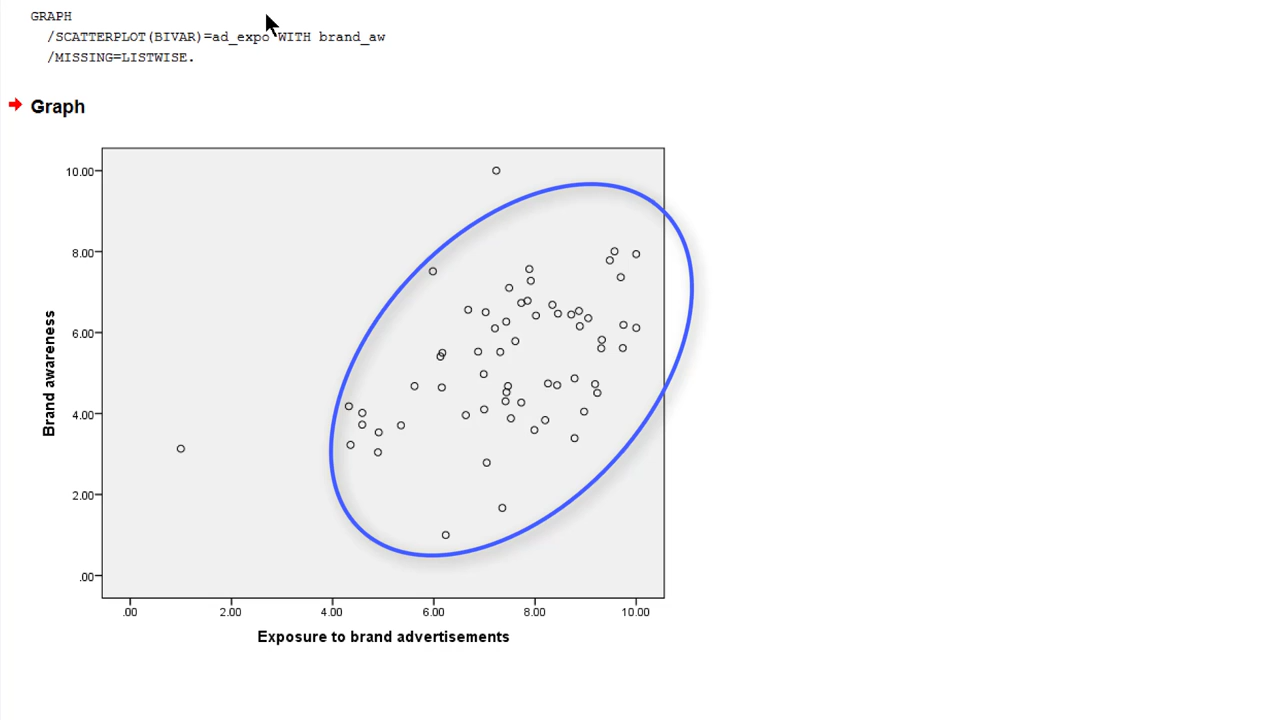 GRAPH
/SCATTERPLOT(BIVAR)=ad_expo WITH brand_aw
/MISSING=LISTWISE.
Graph
10.00
8.00
6.00
4.00
2.00
.00
Brand awareness
.00 2.00 4.00 6.00 8.00 10.00
Exposure to brand advertisements